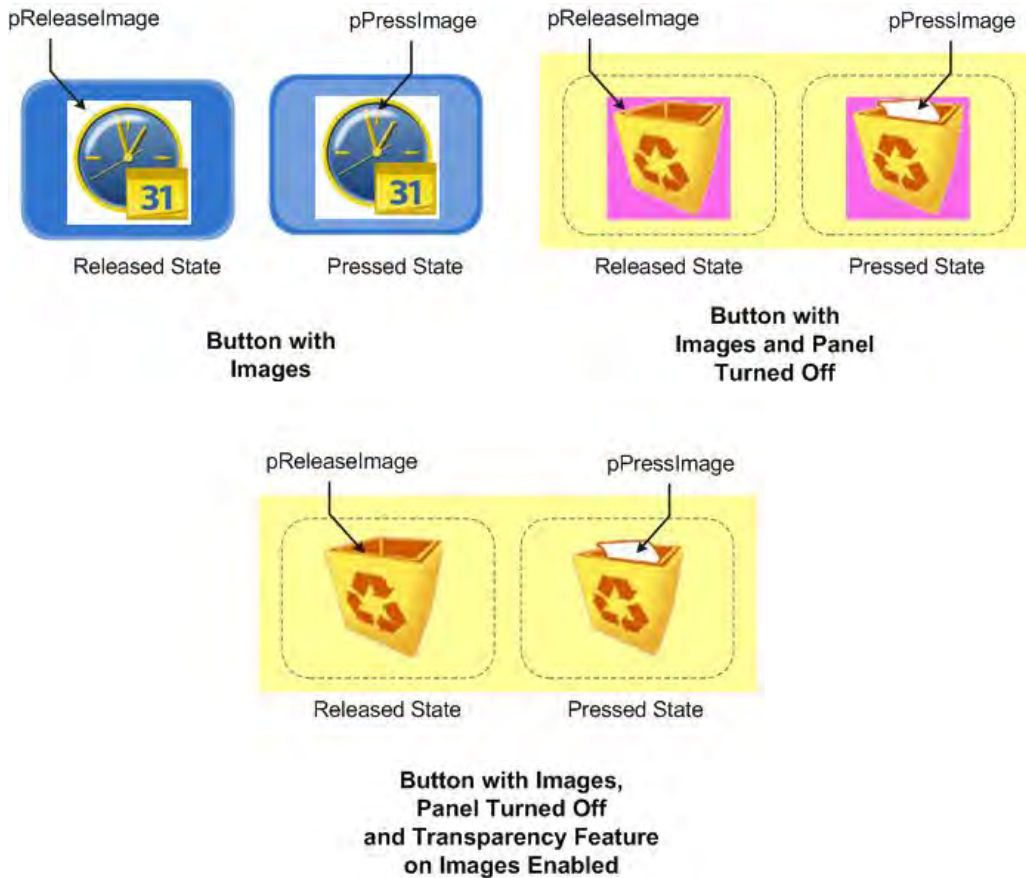 pReleaseImage
pPressImage
31
31
Released State
Pressed State
Button with
Images
pReleaseImage
pPressImage
Released State
Pressed State
Button with
Images and Panel
Turned Off
pReleaseImage
pPressImage
Released State
Pressed State
Button with Images,
Panel Turned Off
and Transparency Feature
on Images Enabled